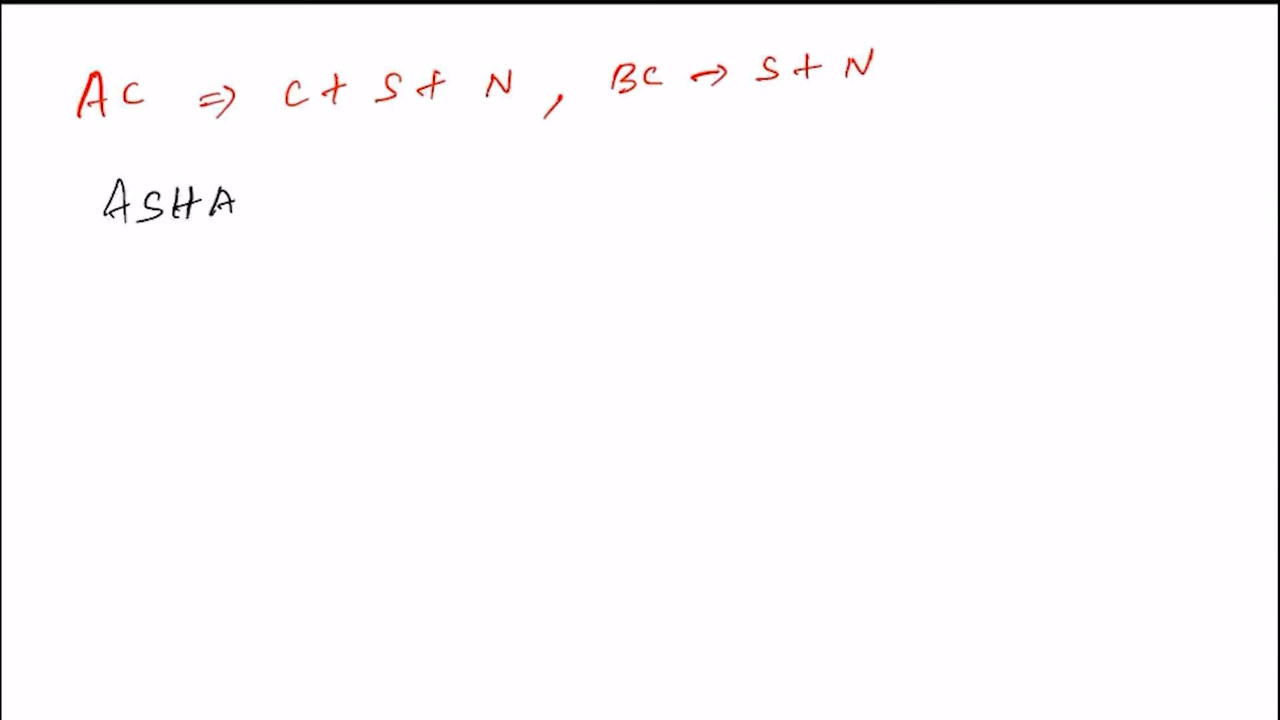 AC ⇒ C + S + N , BC → S + N
ASHA